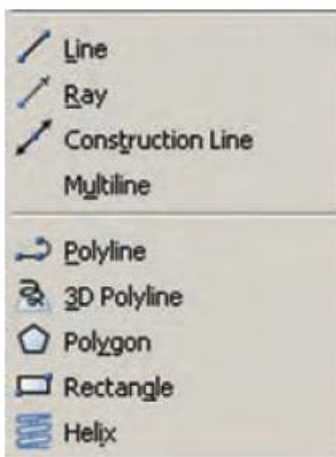 Line
Ray
Construction Line
Multiline
Polyline
3D Polyline
Polygon
Rectangle
Helix